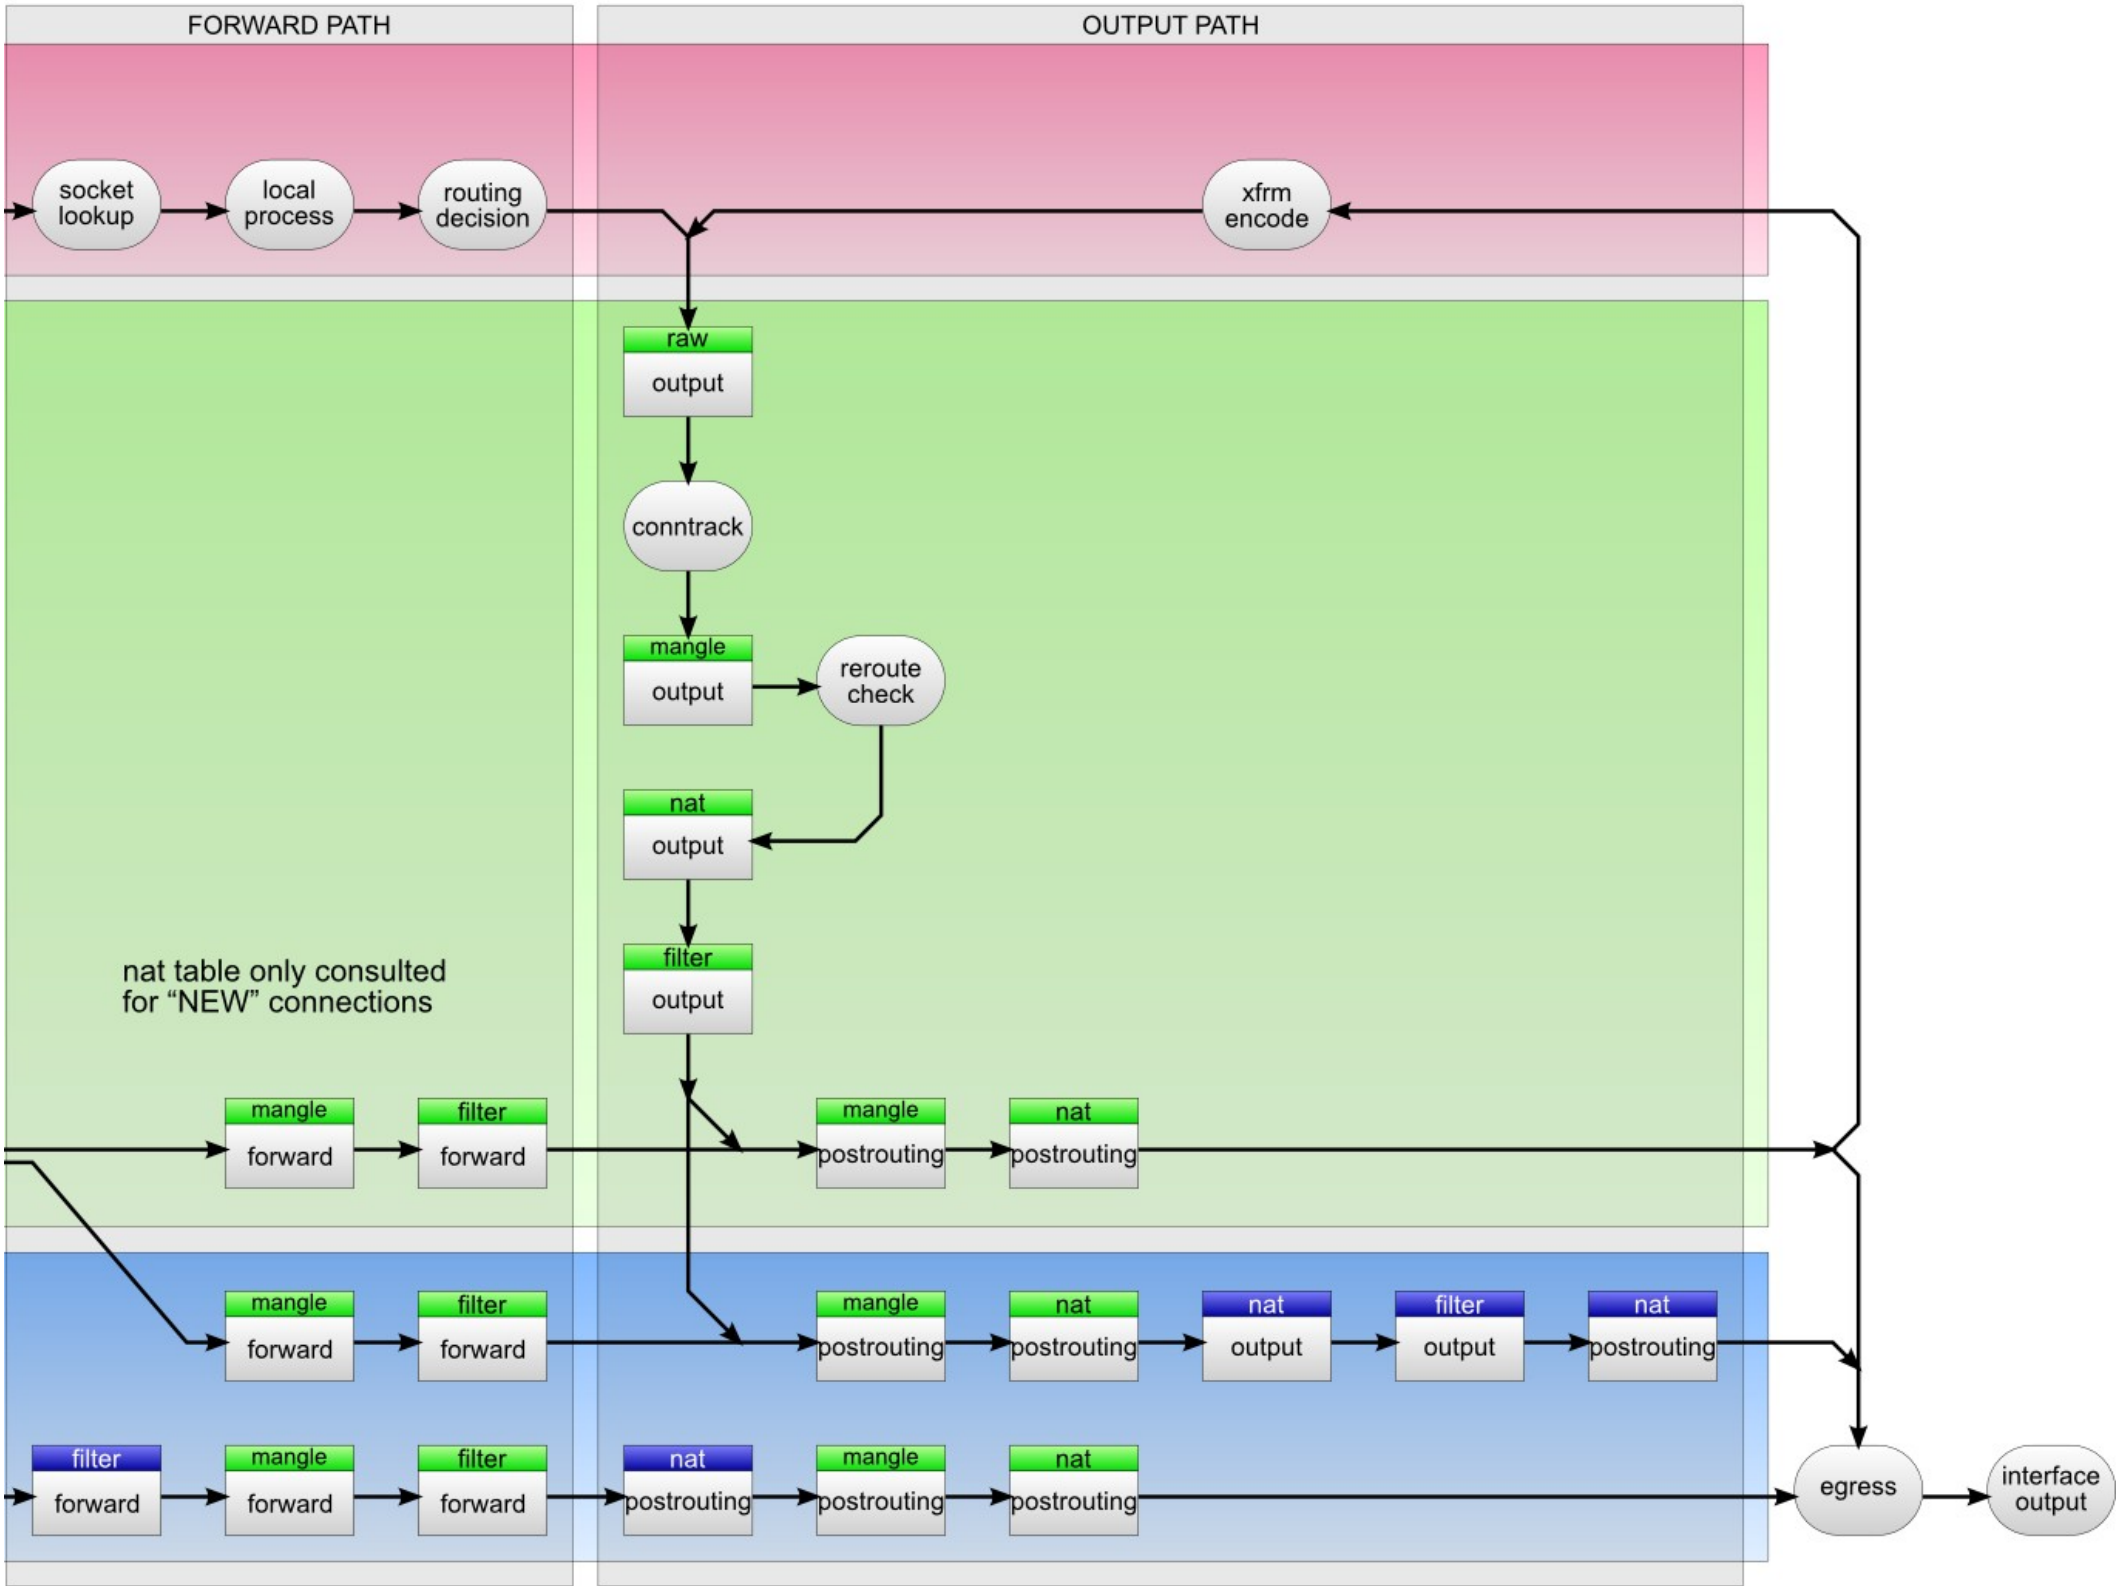 FORWARD PATH
OUTPUT PATH
socket
lookup
local
process
routing
decision
xfrm
encode
raw
output
conntrack
mangle
output
reroute
check
nat
output
filter
output
nat table only consulted
for “NEW” connections
mangle
forward
filter
forward
mangle
postrouting
nat
postrouting
mangle
forward
filter
forward
mangle
postrouting
nat
postrouting
nat
output
filter
output
nat
postrouting
filter
forward
mangle
forward
filter
forward
nat
postrouting
mangle
postrouting
nat
postrouting
egress
interface
output